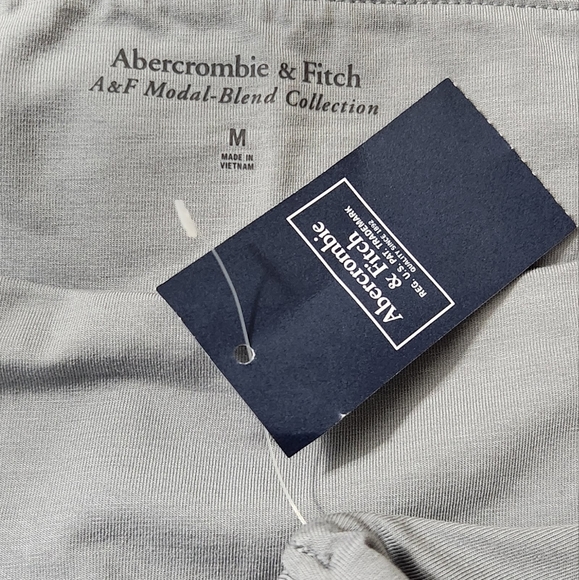 Abercrombie & Fitch
A&F Modal-Blend Collection
M
MADE IN
VIETNAM
Abercrombie
& Fitch
REG. U.S. PAT. TRADEMARK
QUALITY SINCE 1892